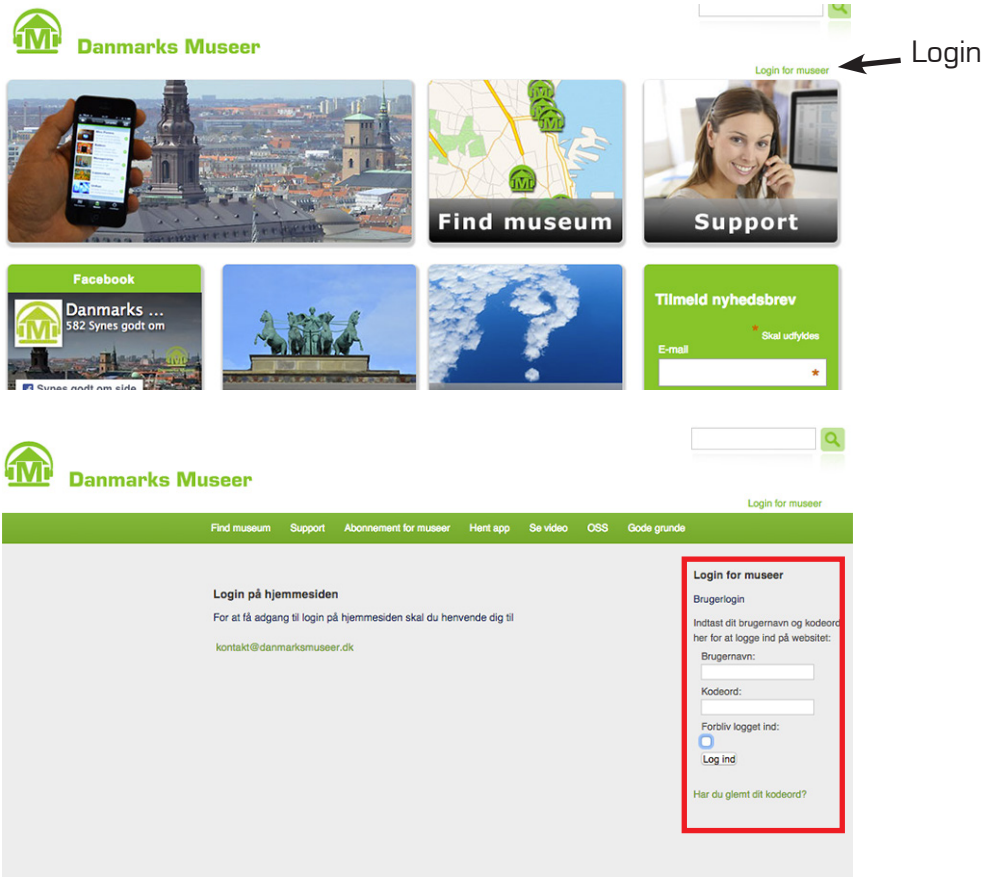 Danmarks Museer
Login
Login for museer
Find museum
Support
Facebook
Danmarks ...
582 Synes godt om
Synes godt om side
Tilmeld nyhedsbrev
* Skal udfyldes
E-mail
*
Danmarks Museer
Login for museer
Find museum Support Abonnement for museer Hent app Se video OSS Gode grunde
Login på hjemmesiden
For at få adgang til login på hjemmesiden skal du henvende dig til
kontakt@danmarksmuseer.dk
Login for museer
Brugerlogin
Indtast dit brugernavn og kodeord
her for at logge ind på websitet:
Brugernavn:
Kodeord:
Forbliv logget ind:
Log ind
Har du glemt dit kodeord?